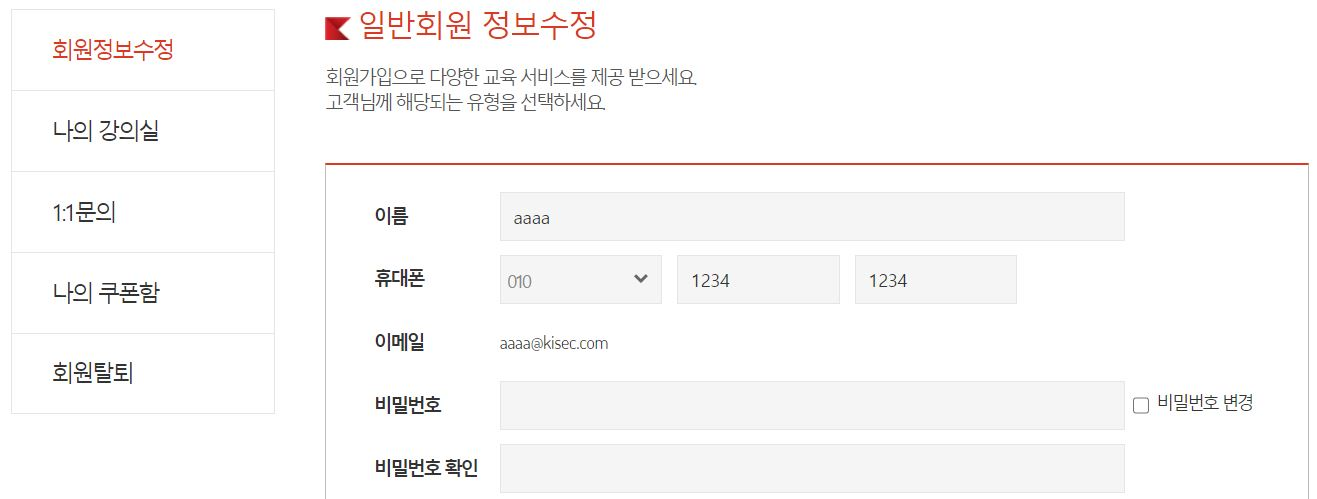 회원정보수정
나의 강의실
1:1문의
나의 쿠폰함
회원탈퇴
일반회원 정보수정
회원가입으로 다양한 교육 서비스를 제공 받으세요.
고객님께 해당되는 유형을 선택하세요.
이름 aaaa
휴대폰 010 1234 1234
이메일 aaaa@kisec.com
비밀번호 비밀번호 변경
비밀번호 확인